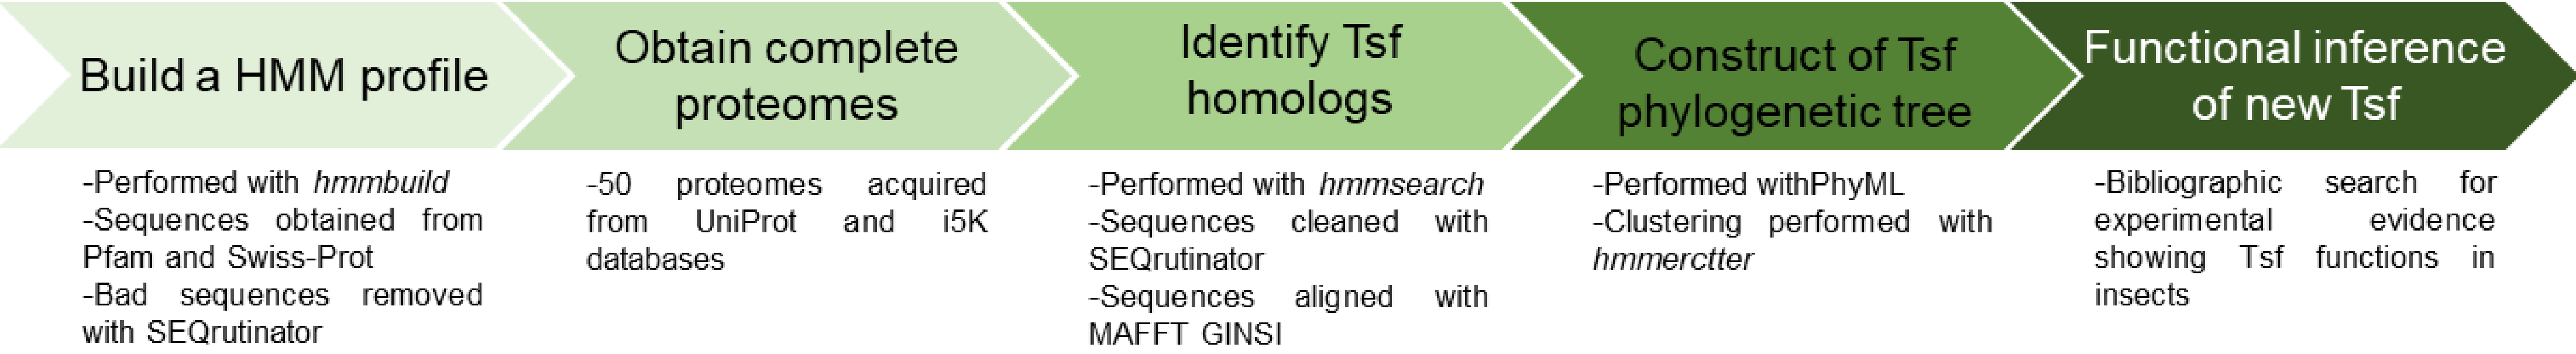 Build a HMM profile
-Performed with hmmbuild
-Sequences obtained from
Pfam and Swiss-Prot
-Bad sequences removed
with SEQrutinator
Obtain complete
proteomes
-50 proteomes acquired
from UniProt and i5K
databases
Identify Tsf
homologs
-Performed with hmmsearch
-Sequences cleaned with
SEQrutinator
-Sequences aligned with
MAFFT GINSI
Construct of Tsf
phylogenetic tree
-Performed withPhyML
-Clustering performed with
hmmerctter
Functional inference
of new Tsf
-Bibliographic search for
experimental evidence
showing Tsf functions in
insects